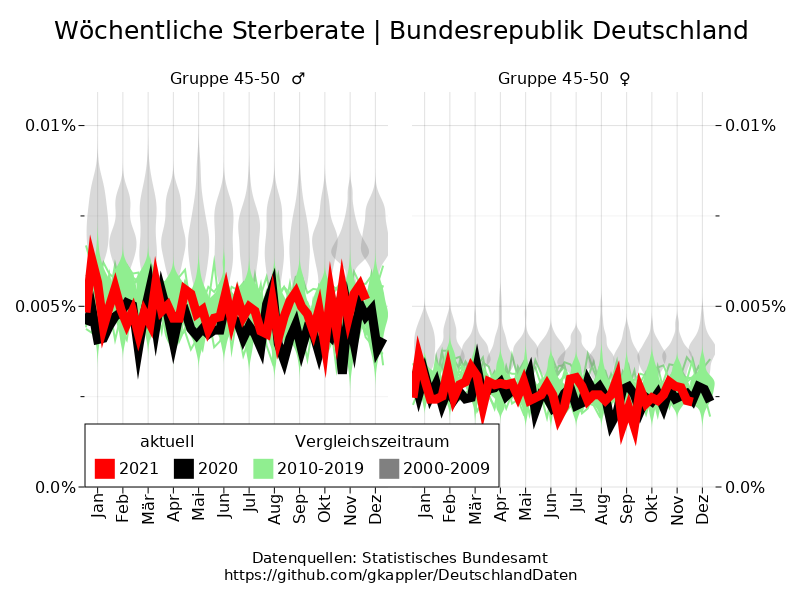 Wöchentliche Sterberate | Bundesrepublik Deutschland
Gruppe 45-50 ♂
Gruppe 45-50 ♀
0.01%
0.005%
0.0%
0.01%
0.005%
0.0%
aktuell
Vergleichszeitraum
2021
2020
2010-2019
2000-2009
Jan
Feb
Mär
Apr
Mai
Jun
Jul
Aug
Sep
Okt
Nov
Dez
Jan
Feb
Mär
Apr
Mai
Jun
Jul
Aug
Sep
Okt
Nov
Dez
Datenquellen: Statistisches Bundesamt
https://github.com/gkappler/DeutschlandDaten